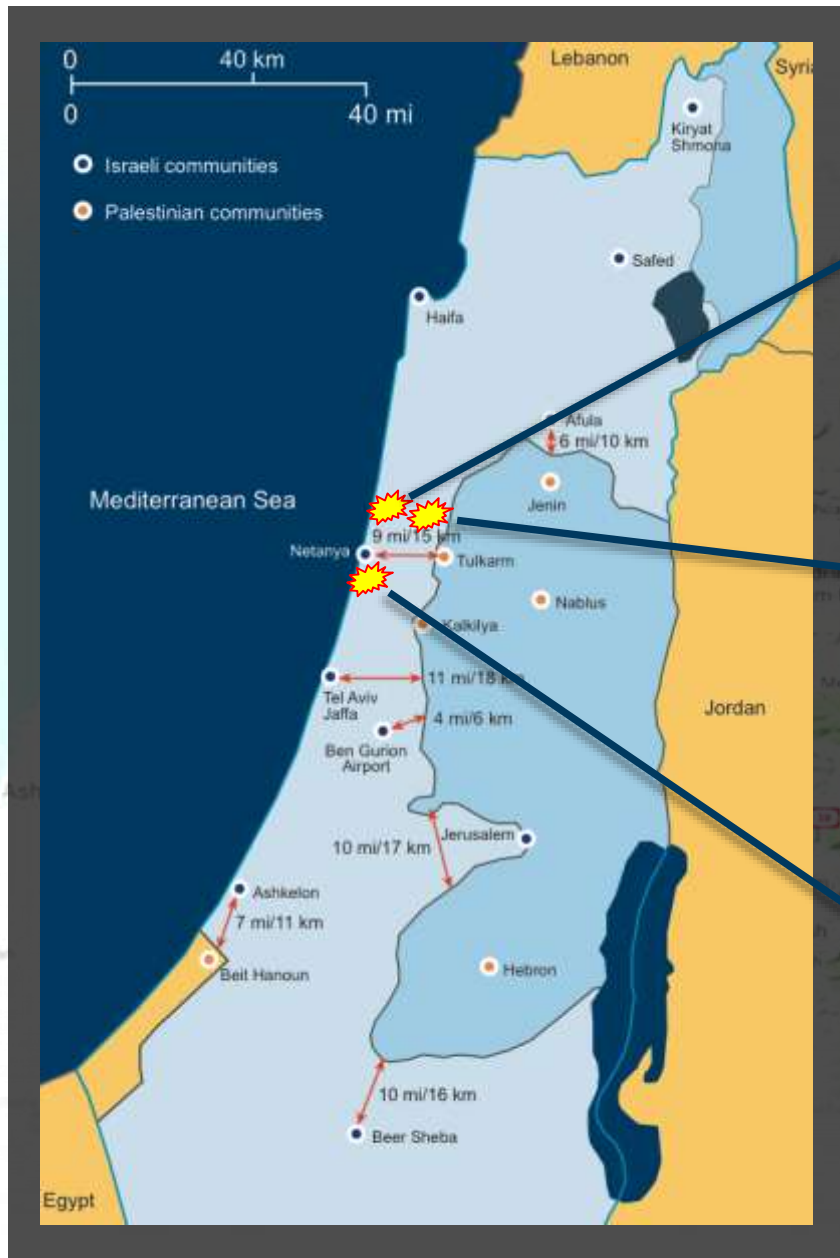 0 40 km
0 40 mi
Israeli communities
Palestinian communities
Lebanon
Syria
Kiryat
Shmona
Safed
Haifa
Afula
6 mi/10 km
Jenin
Mediterranean Sea
9 mi/15 km
Netanya
Tulkarm
Nablus
Kalkilya
11 mi/18 km
Tel Aviv
Jaffa
4 mi/6 km
Ben Gurion
Airport
Jordan
Jerusalem
10 mi/17 km
Ashkelon
7 mi/11 km
Beit Hanoun
Hebron
10 mi/16 km
Beer Sheba
Egypt